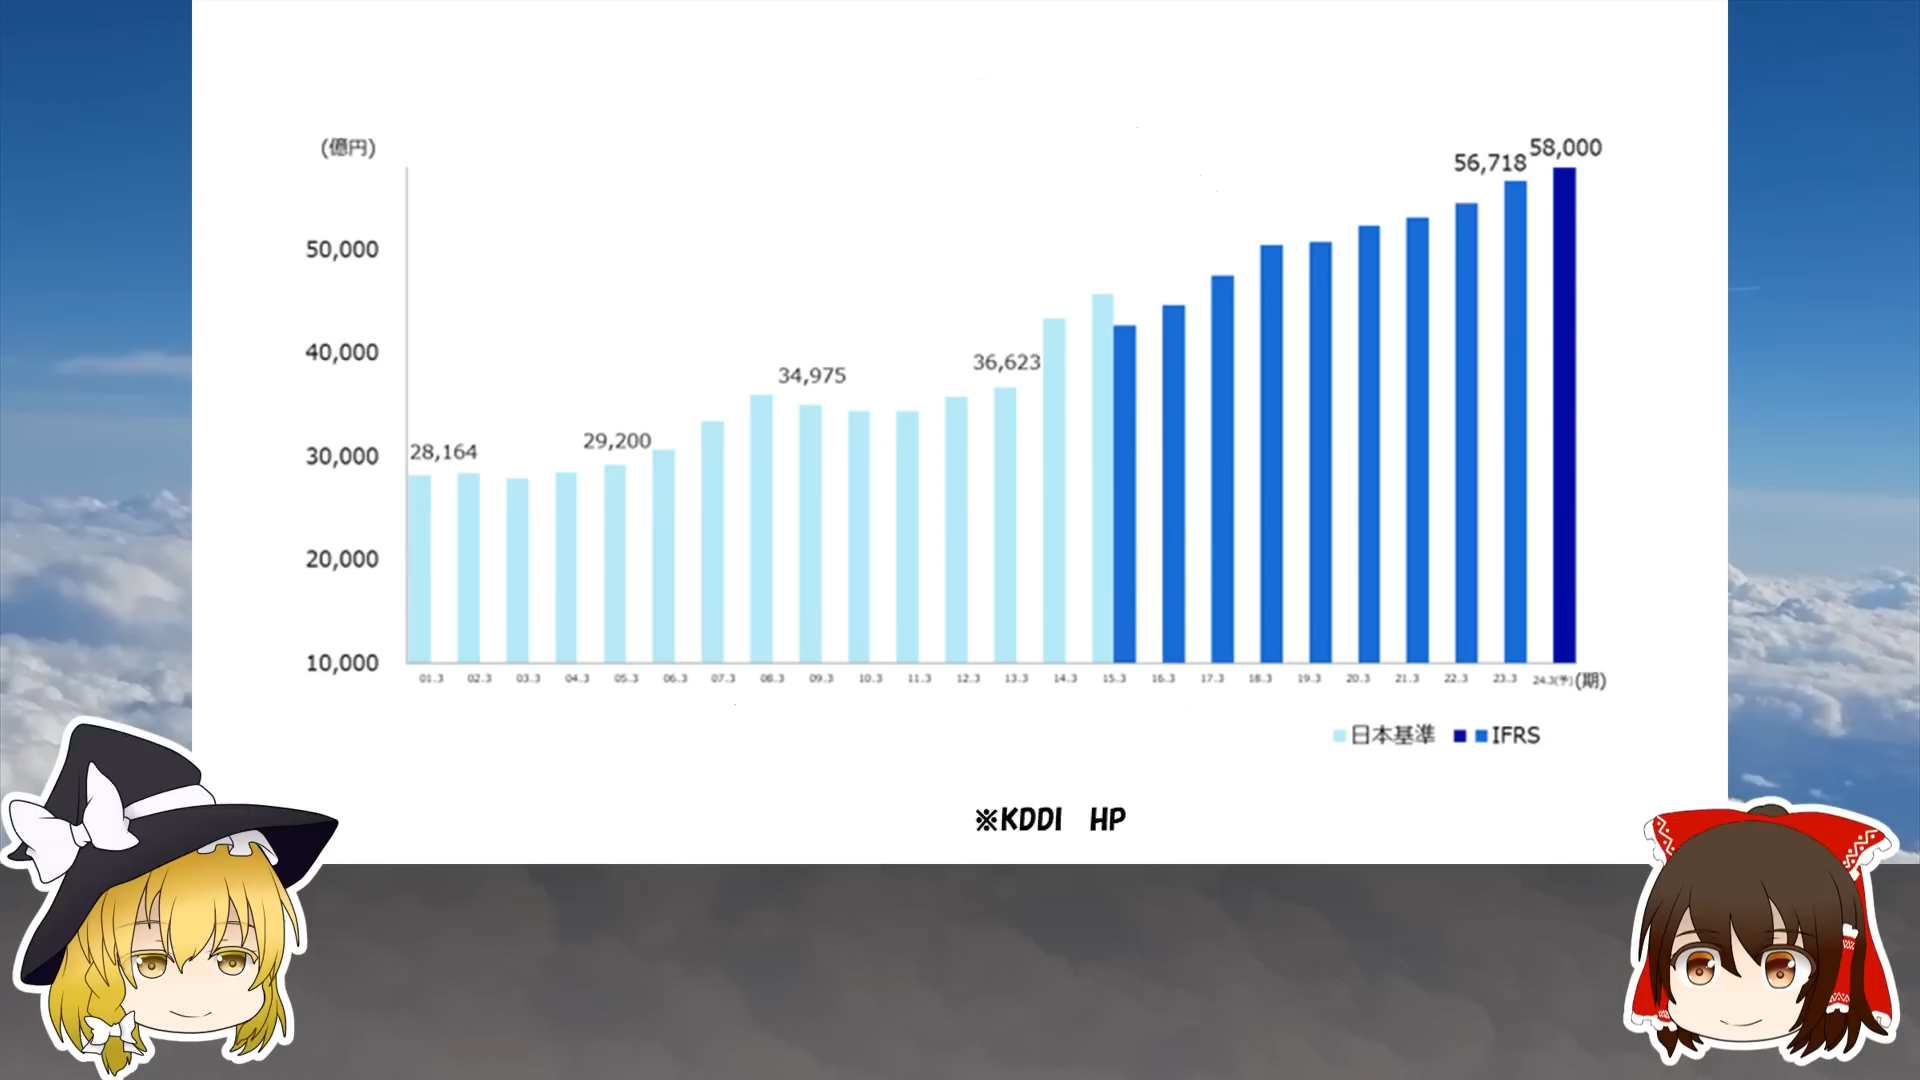 (億円)
58,000
56,718
50,000
40,000
36,623
34,975
30,000
29,200
28,164
20,000
10,000
01.3 02.3 03.3 04.3 05.3 06.3 07.3 08.3 09.3 10.3 11.3 12.3 13.3 14.3 15.3 16.3 17.3 18.3 19.3 20.3 21.3 22.3 23.3 24.3(予) (期)
日本基準 IFRS
※KDDI HP